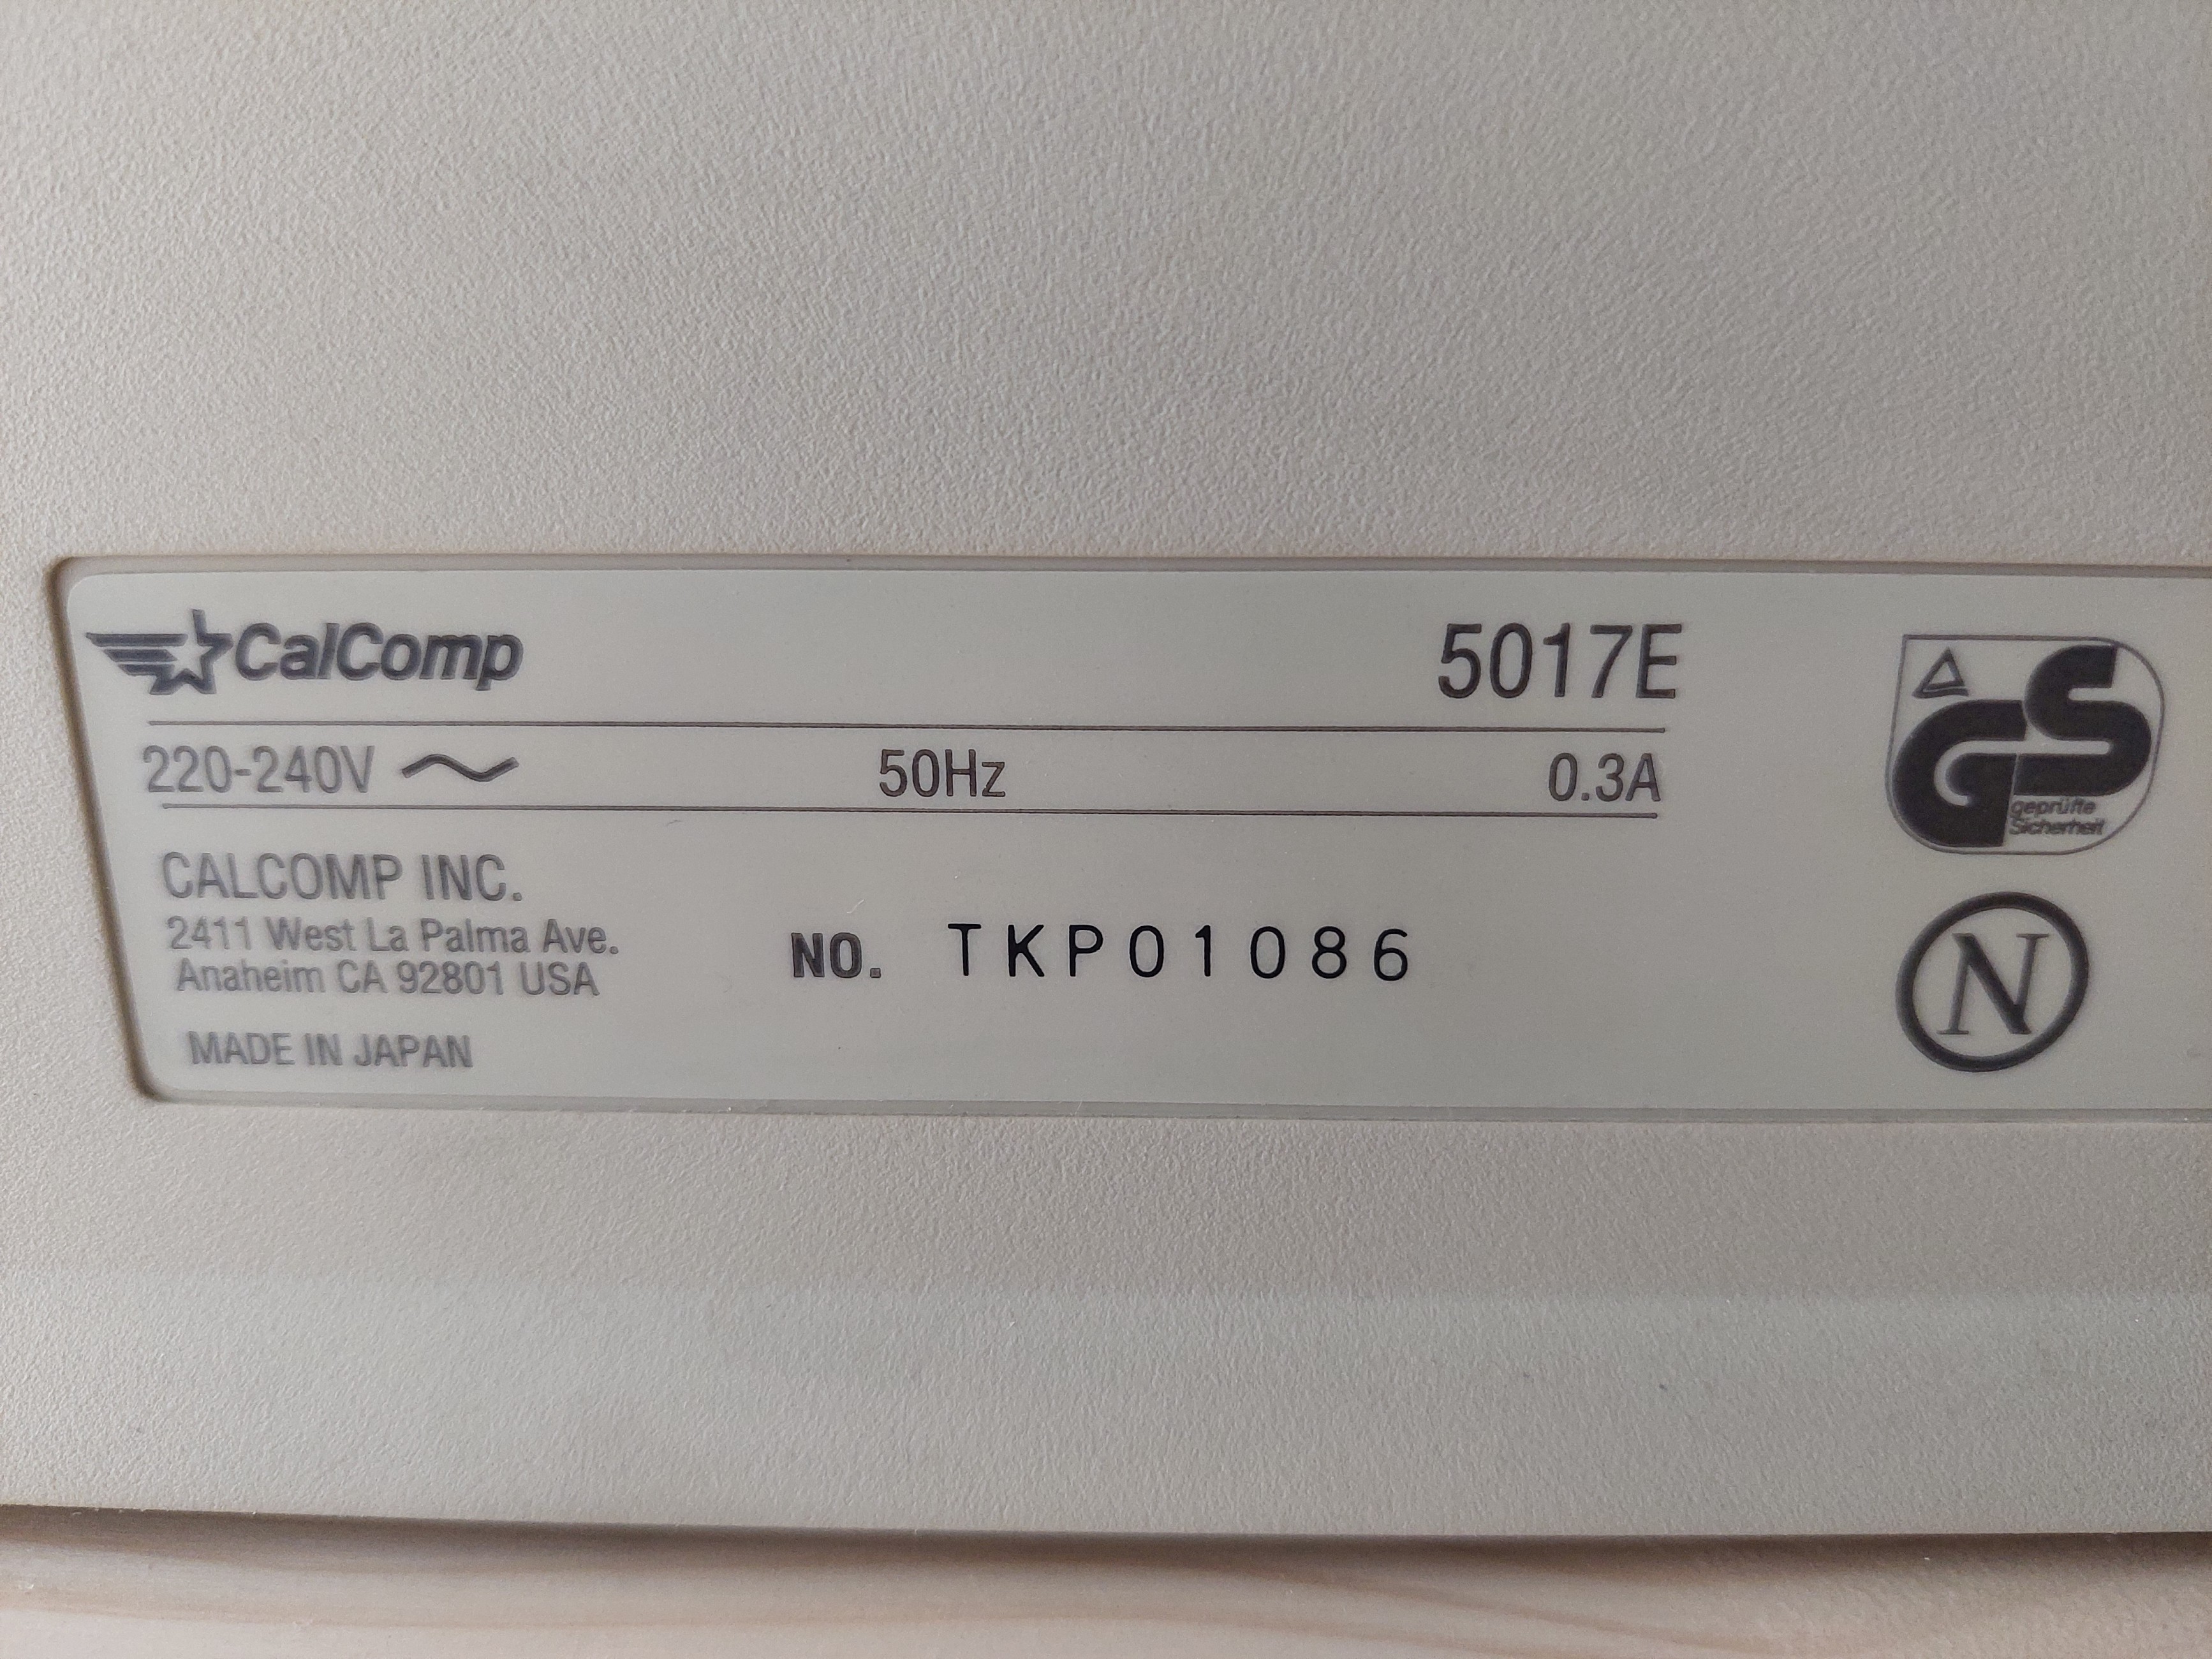 CalComp 5017E
220-240V ~ 50Hz 0.3A
CALCOMP INC.
2411 West La Palma Ave.
Anaheim CA 92801 USA
NO. TKP01086
MADE IN JAPAN
GS
geprüfte
Sicherheit
N